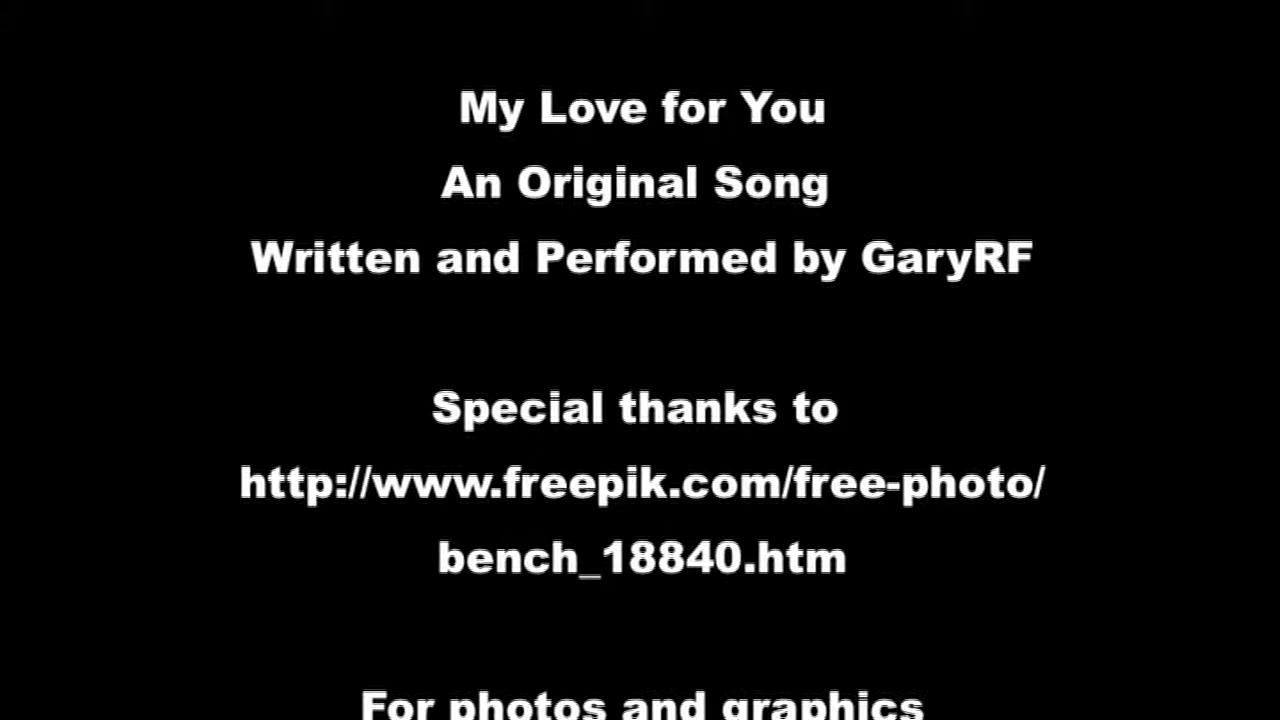 My Love for You
An Original Song
Written and Performed by GaryRF
Special thanks to
http://www.freepik.com/free-photo/
bench_18840.htm
For photos and graphics